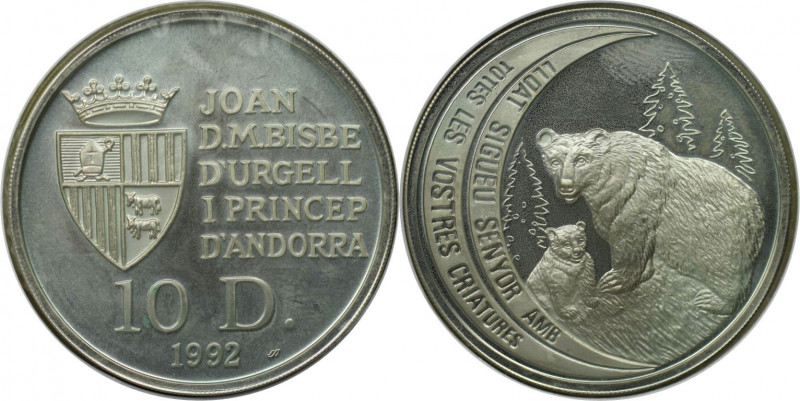 JOAN
D.M.BISBE
D'URGELL
I PRINCEP
D'ANDORRA
10 D.
1992
LLOAT SIGUEU SENYOR AMB
TOTES LES VOSTRES CRIATURES